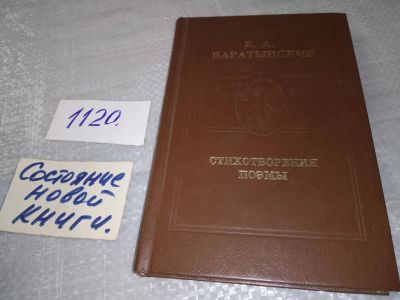 Е. А.
БАРАТЫНСКИЙ
СТИХОТВОРЕНИЯ
ПОЭМЫ
1120.
Состояние
новой
книги.